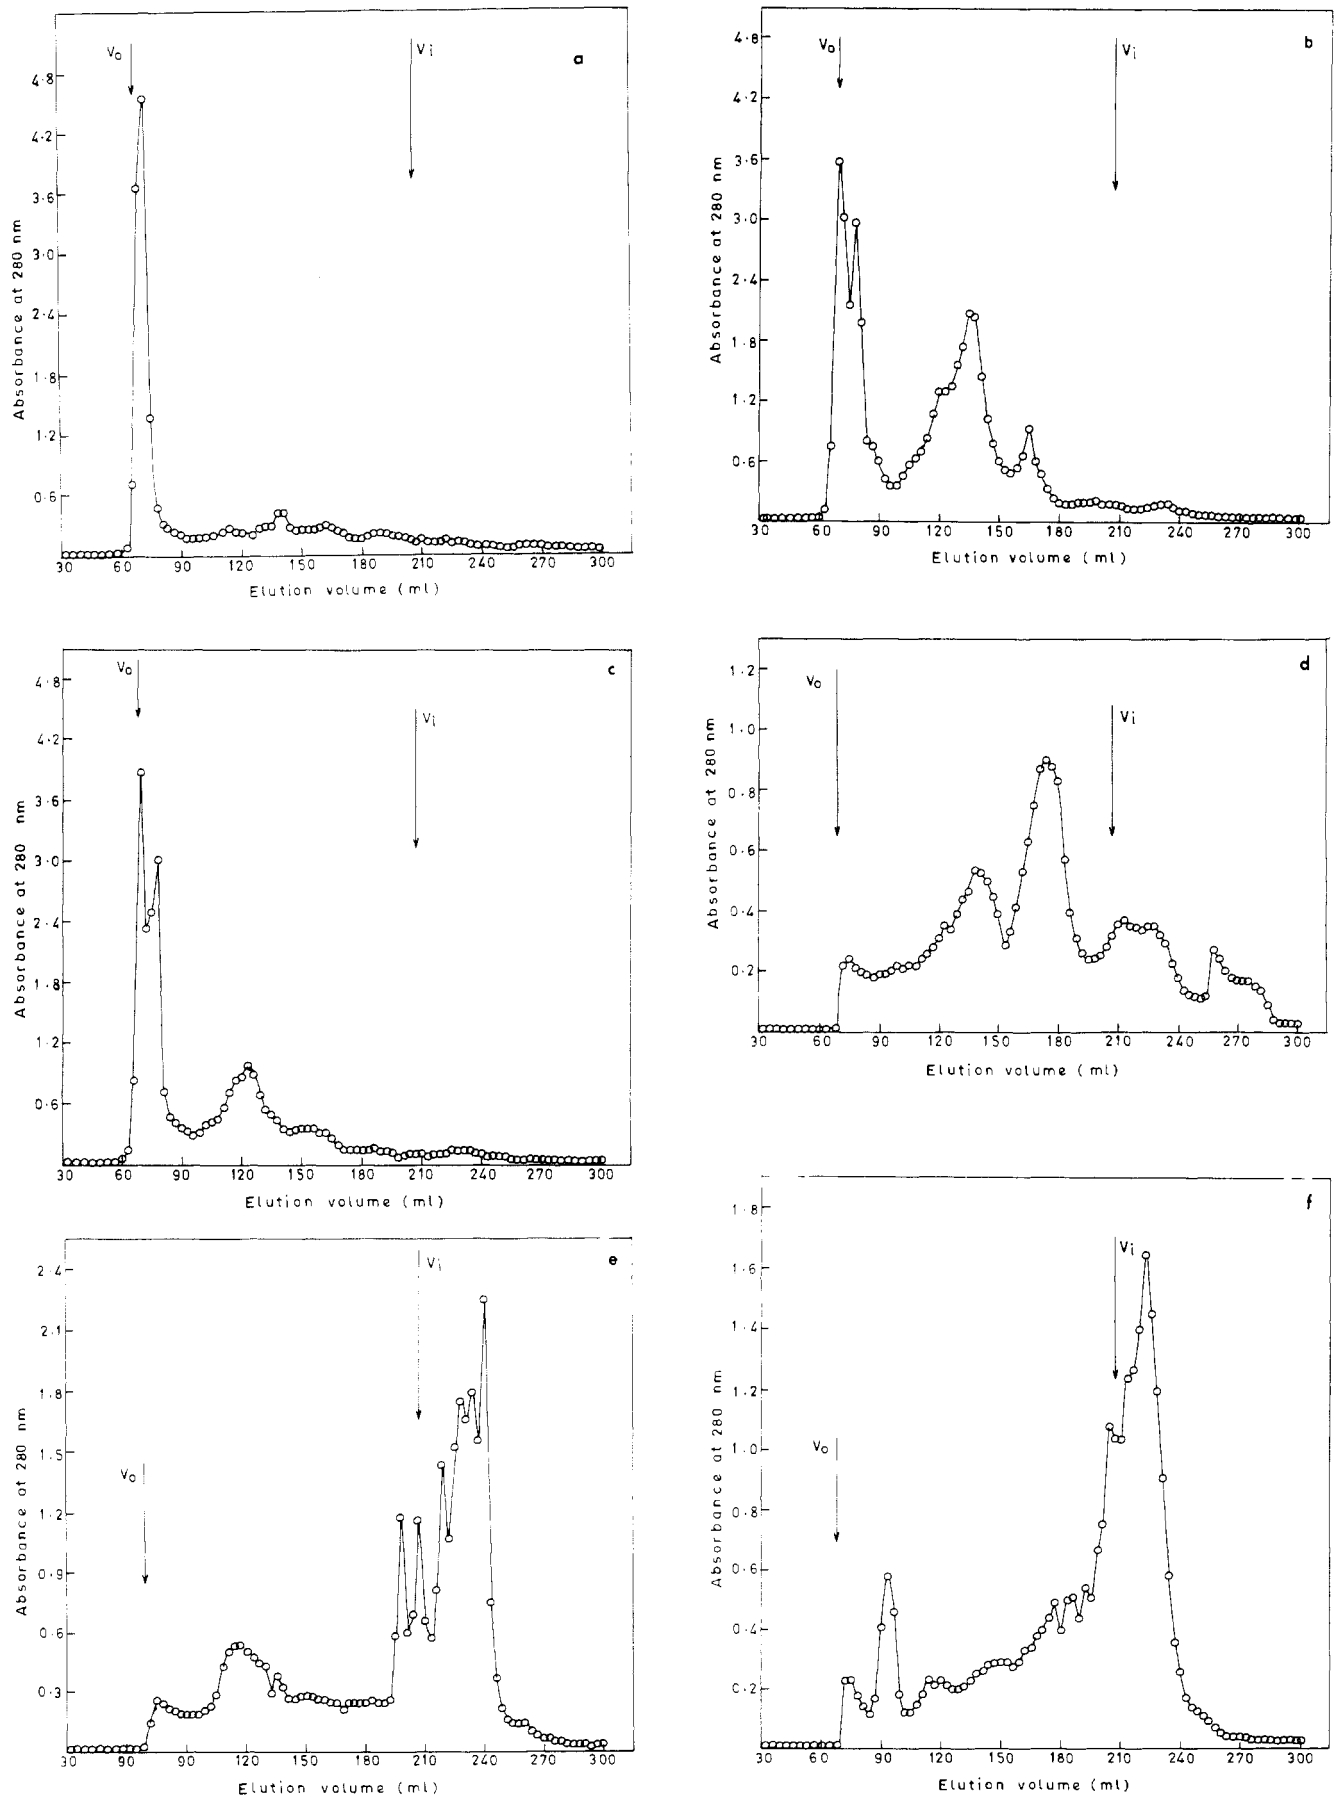 a
V₀
Vi
4.8
4.2
3.6
3.0
2.4
1.8
1.2
0.6
Absorbance at 280 nm
30 60 90 120 150 180 210 240 270 300
Elution volume (ml)
b
V₀
Vi
4.8
4.2
3.6
3.0
2.4
1.8
1.2
0.6
Absorbance at 280 nm
30 60 90 120 150 180 210 240 270 300
Elution volume (ml)
c
V₀
Vi
4.8
4.2
3.6
3.0
2.4
1.8
1.2
0.6
Absorbance at 280 nm
30 60 90 120 150 180 210 240 270 300
Elution volume (ml)
d
V₀
Vi
1.2
1.0
0.8
0.6
0.4
0.2
Absorbance at 280 nm
30 60 90 120 150 180 210 240 270 300
Elution volume (ml)
e
V₀
Vi
2.4
2.1
1.8
1.5
1.2
0.9
0.6
0.3
Absorbance at 280 nm
30 90 90 120 150 180 210 240 270 300
Elution volume (ml)
f
V₀
Vi
1.8
1.6
1.4
1.2
1.0
0.8
0.6
0.4
0.2
Absorbance at 280 nm
30 60 90 120 150 180 210 240 270 300
Elution volume (ml)